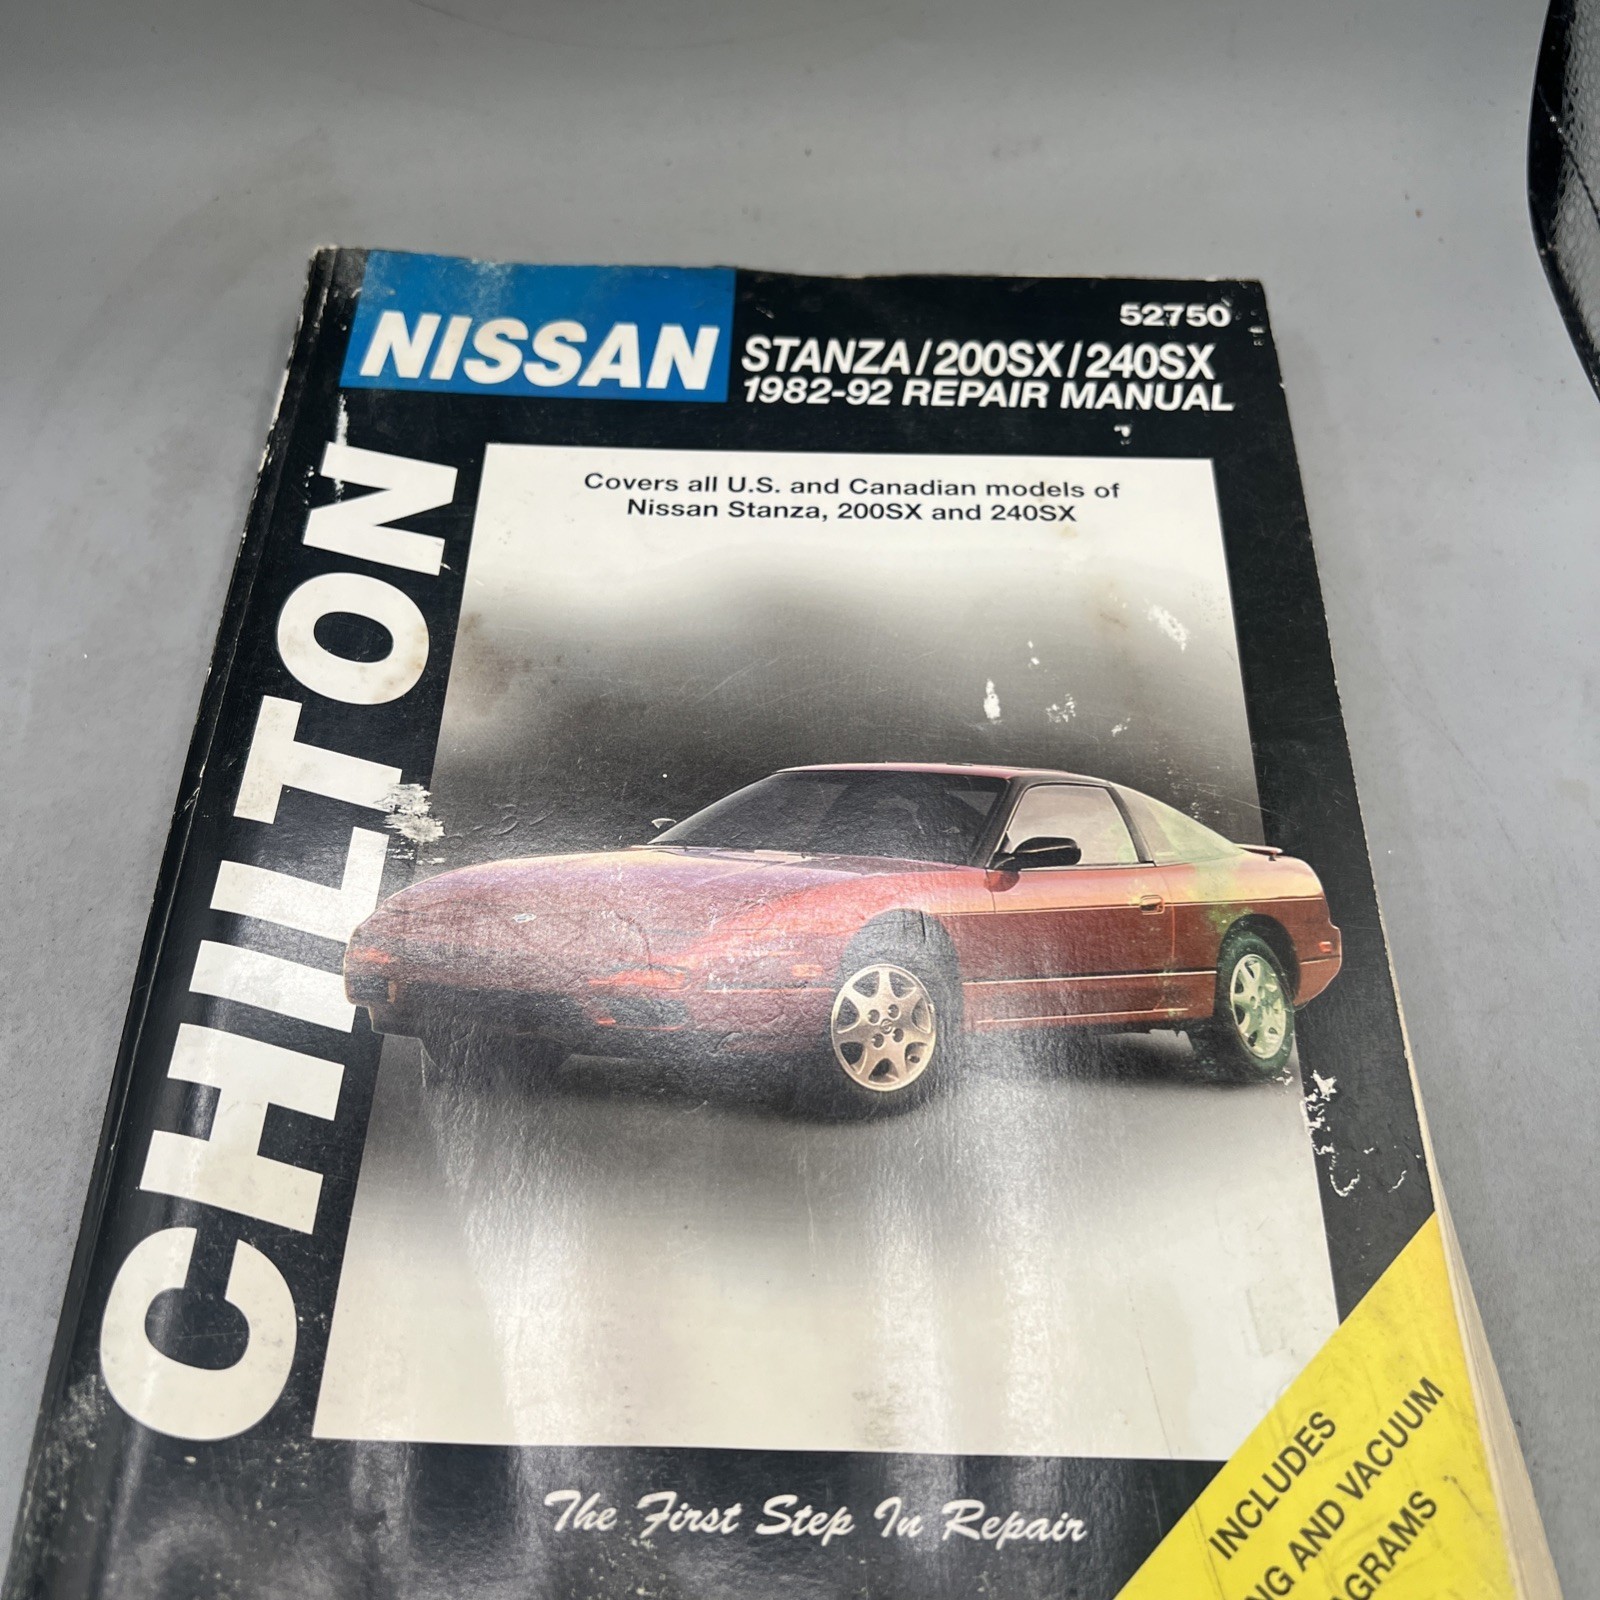 NISSAN
52750
STANZA/200SX/240SX
1982-92 REPAIR MANUAL
CHILTON
Covers all U.S. and Canadian models of
Nissan Stanza, 200SX and 240SX
The First Step In Repair
INCLUDES
AND VACUUM